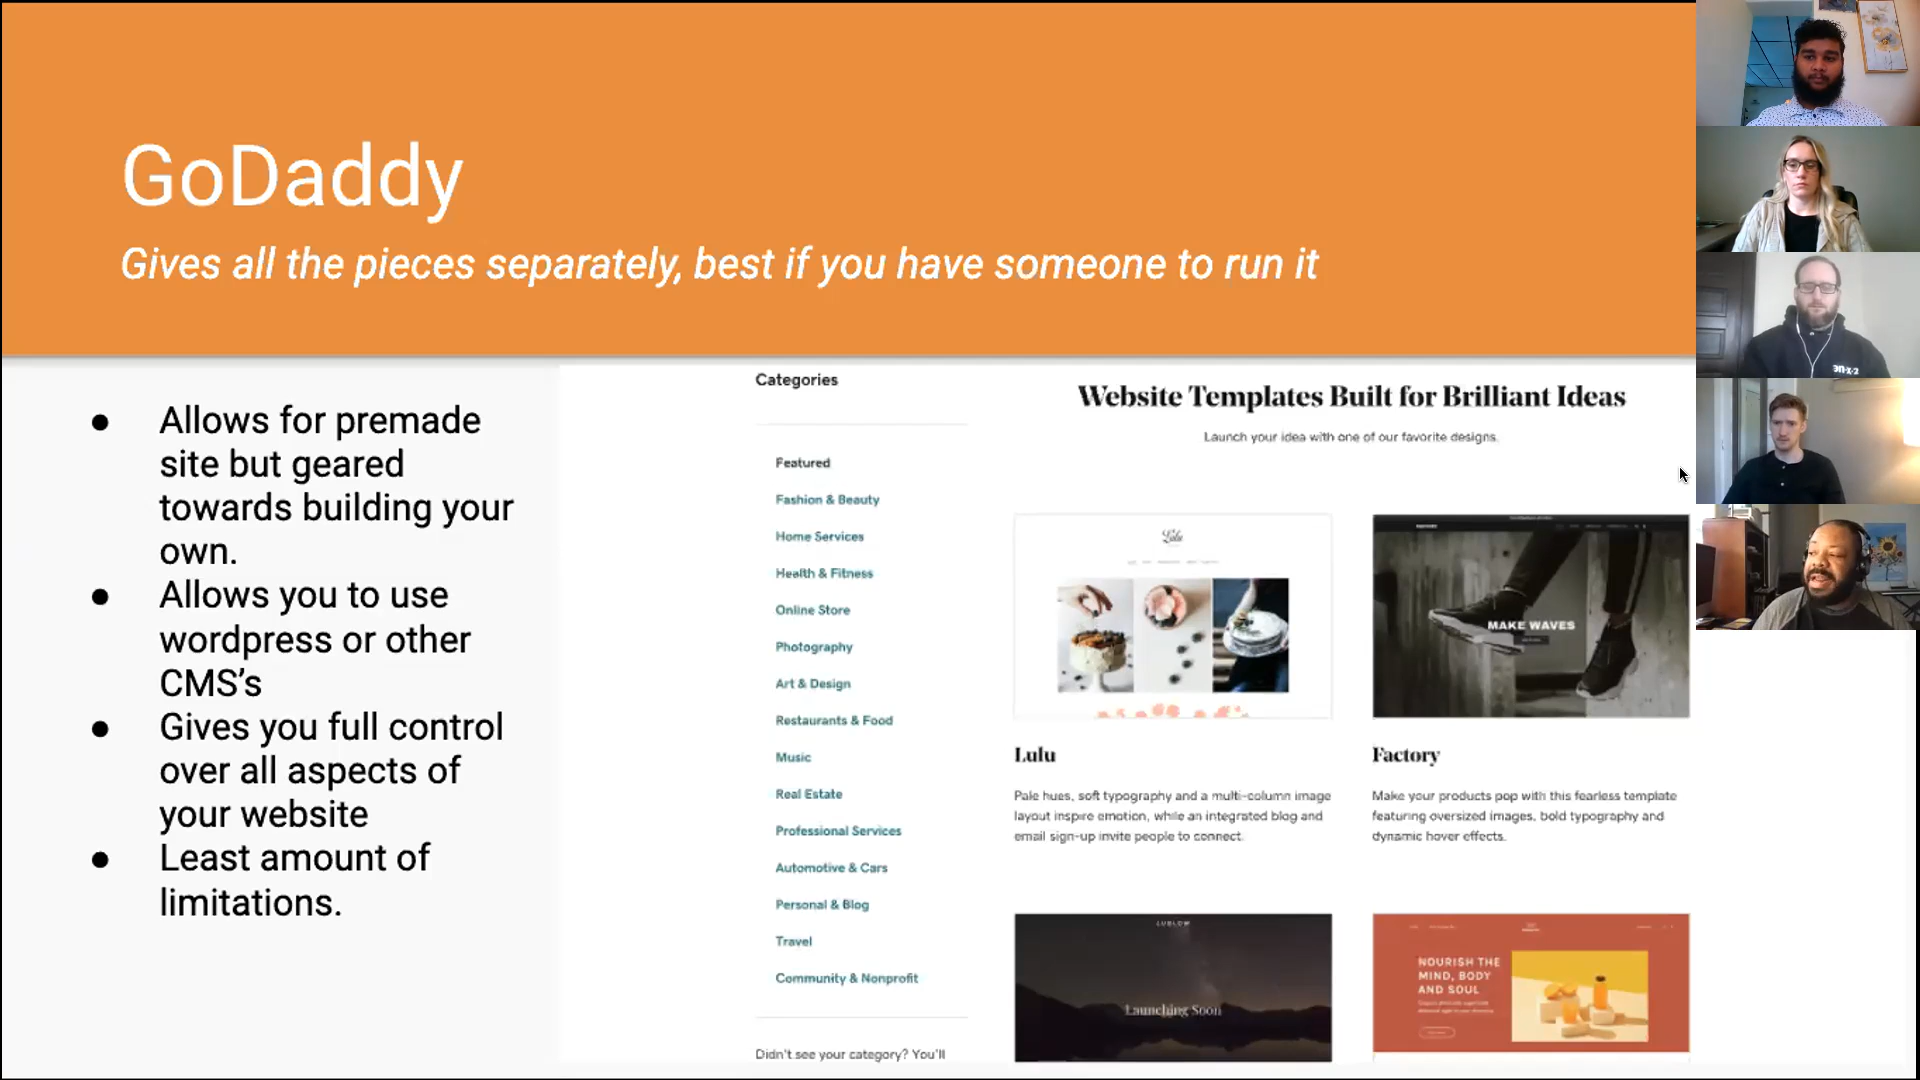 GoDaddy
Gives all the pieces separately, best if you have someone to run it
● Allows for premade
site but geared
towards building your
own.
● Allows you to use
wordpress or other
CMS’s
● Gives you full control
over all aspects of
your website
● Least amount of
limitations.
Categories
Featured
Fashion & Beauty
Home Services
Health & Fitness
Online Store
Photography
Art & Design
Restaurants & Food
Music
Real Estate
Professional Services
Automotive & Cars
Personal & Blog
Travel
Community & Nonprofit
Didn't see your category? You'll
Website Templates Built for Brilliant Ideas
Launch your idea with one of our favorite designs.
Lulu
MAKE WAVES
Lulu
Pale hues, soft typography and a multi-column image
layout inspire emotion, while an integrated blog and
email sign-up invite people to connect.
Factory
Make your products pop with this fearless template
featuring oversized images, bold typography and
dynamic hover effects.
LUDLOW
Launching Soon
NOURISH THE
MIND, BODY
AND SOUL